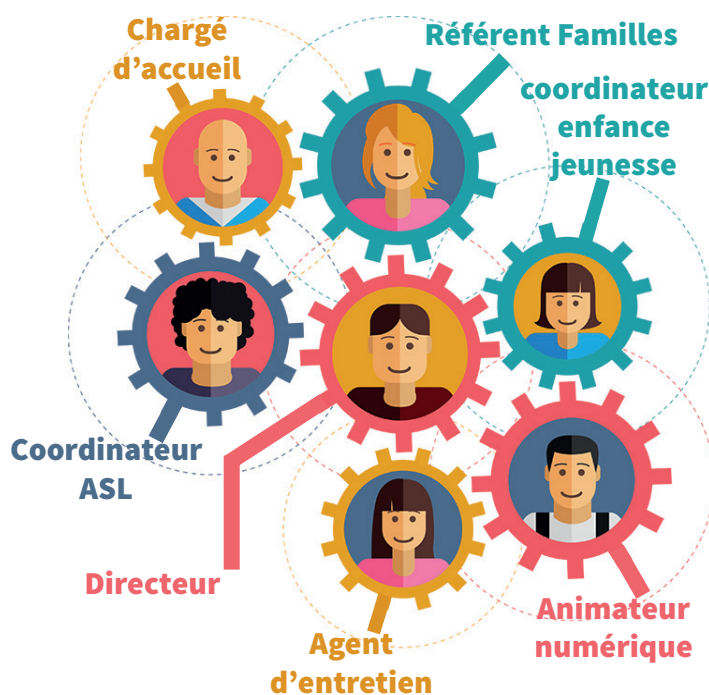 Chargé
d’accueil
Référent Familles
coordinateur
enfance
jeunesse
Coordinateur
ASL
Directeur
Animateur
numérique
Agent
d’entretien